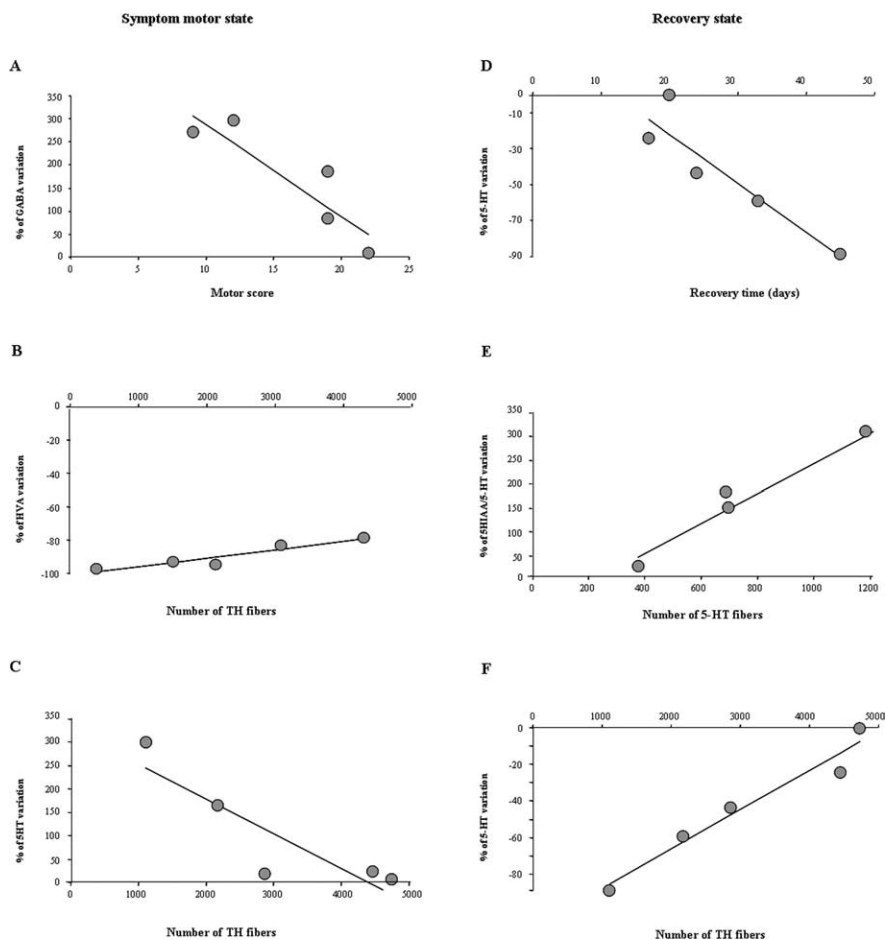 Symptom motor state
Recovery state
A
350
300
250
200
150
100
50
0
% of GABA variation
0 5 10 15 20 25
Motor score
D
0 10 20 30 40 50
0
-10
-30
-50
-70
-90
% of 5-HT variation
Recovery time (days)
B
0 1000 2000 3000 4000 5000
0
-20
-40
-60
-80
-100
% of HVA variation
Number of TH fibers
E
350
300
200
150
100
50
0
% of 5HIAA/5-HT variation
0 200 400 600 800 1000 1200
Number of 5-HT fibers
C
350
300
250
200
150
100
50
0
% of 5HT variation
0 1000 2000 3000 4000 5000
Number of TH fibers
F
0 1000 2000 3000 4000 5000
0
-20
-40
-60
-80
% of 5-HT variation
Number of TH fibers